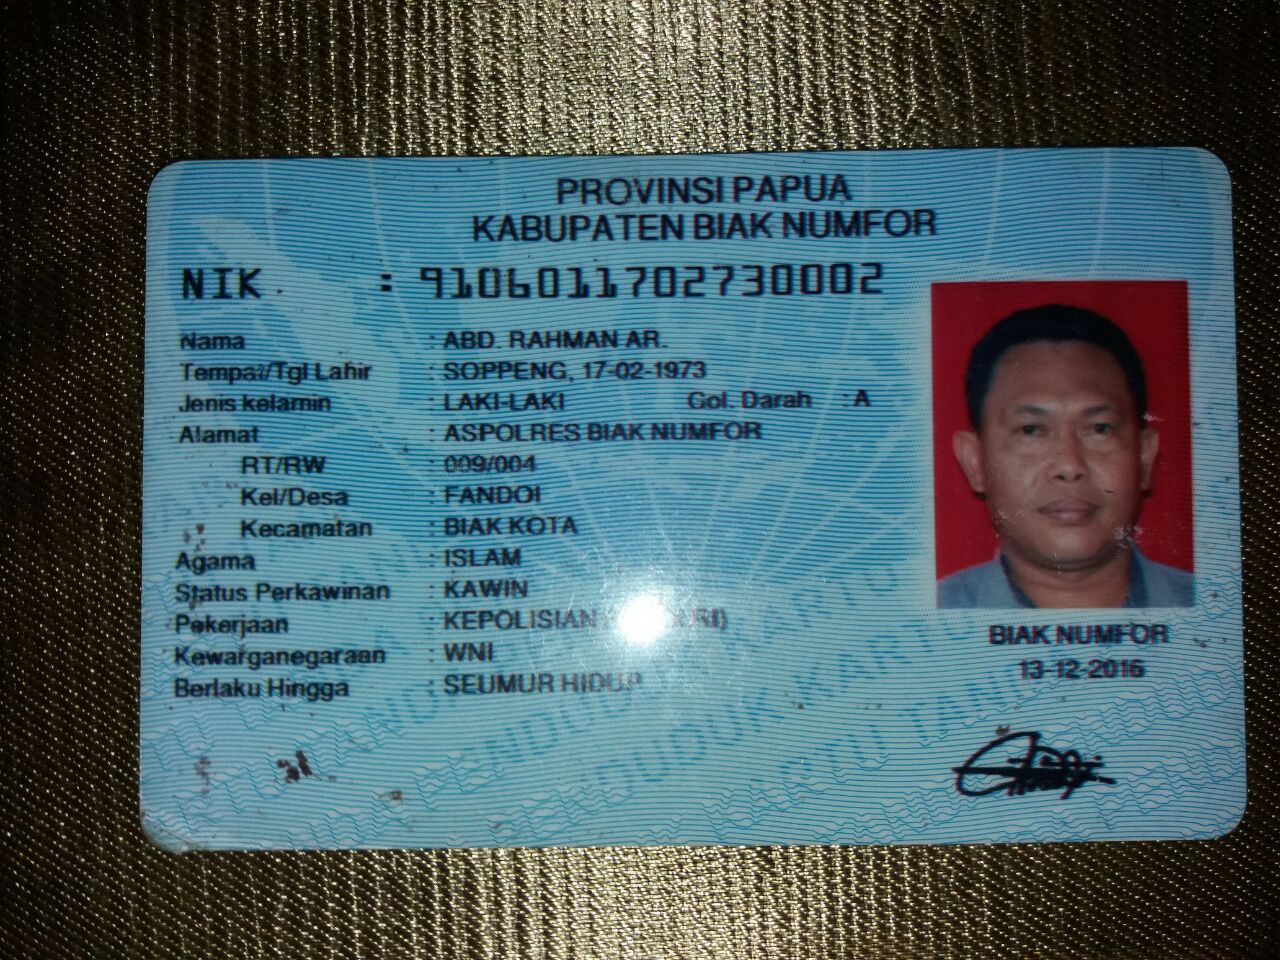 PROVINSI PAPUA
KABUPATEN BIAK NUMFOR
NIK : 9106011702730002
Nama : ABD. RAHMAN AR.
Tempat/Tgl Lahir : SOPPENG, 17-02-1973
Jenis kelamin : LAKI-LAKI Gol. Darah : A
Alamat : ASPOLRES BIAK NUMFOR
RT/RW : 009/004
Kel/Desa : FANDOI
Kecamatan : BIAK KOTA
Agama : ISLAM
Status Perkawinan : KAWIN
Pekerjaan : KEPOLISIAN
Kewarganegaraan : WNI
Berlaku Hingga : SEUMUR HIDUP
BIAK NUMFOR
13-12-2016